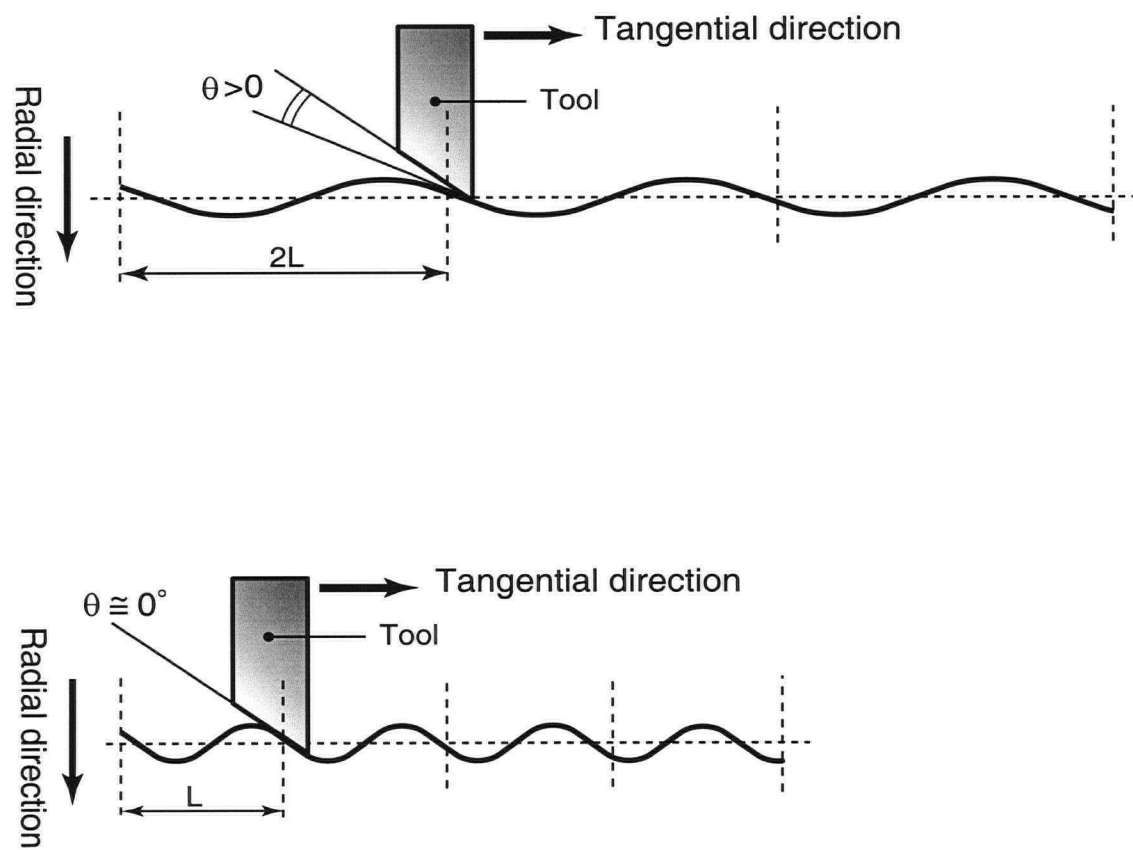 Tangential direction
θ>0
Tool
Radial direction
2L
Tangential direction
θ≅0°
Tool
Radial direction
L